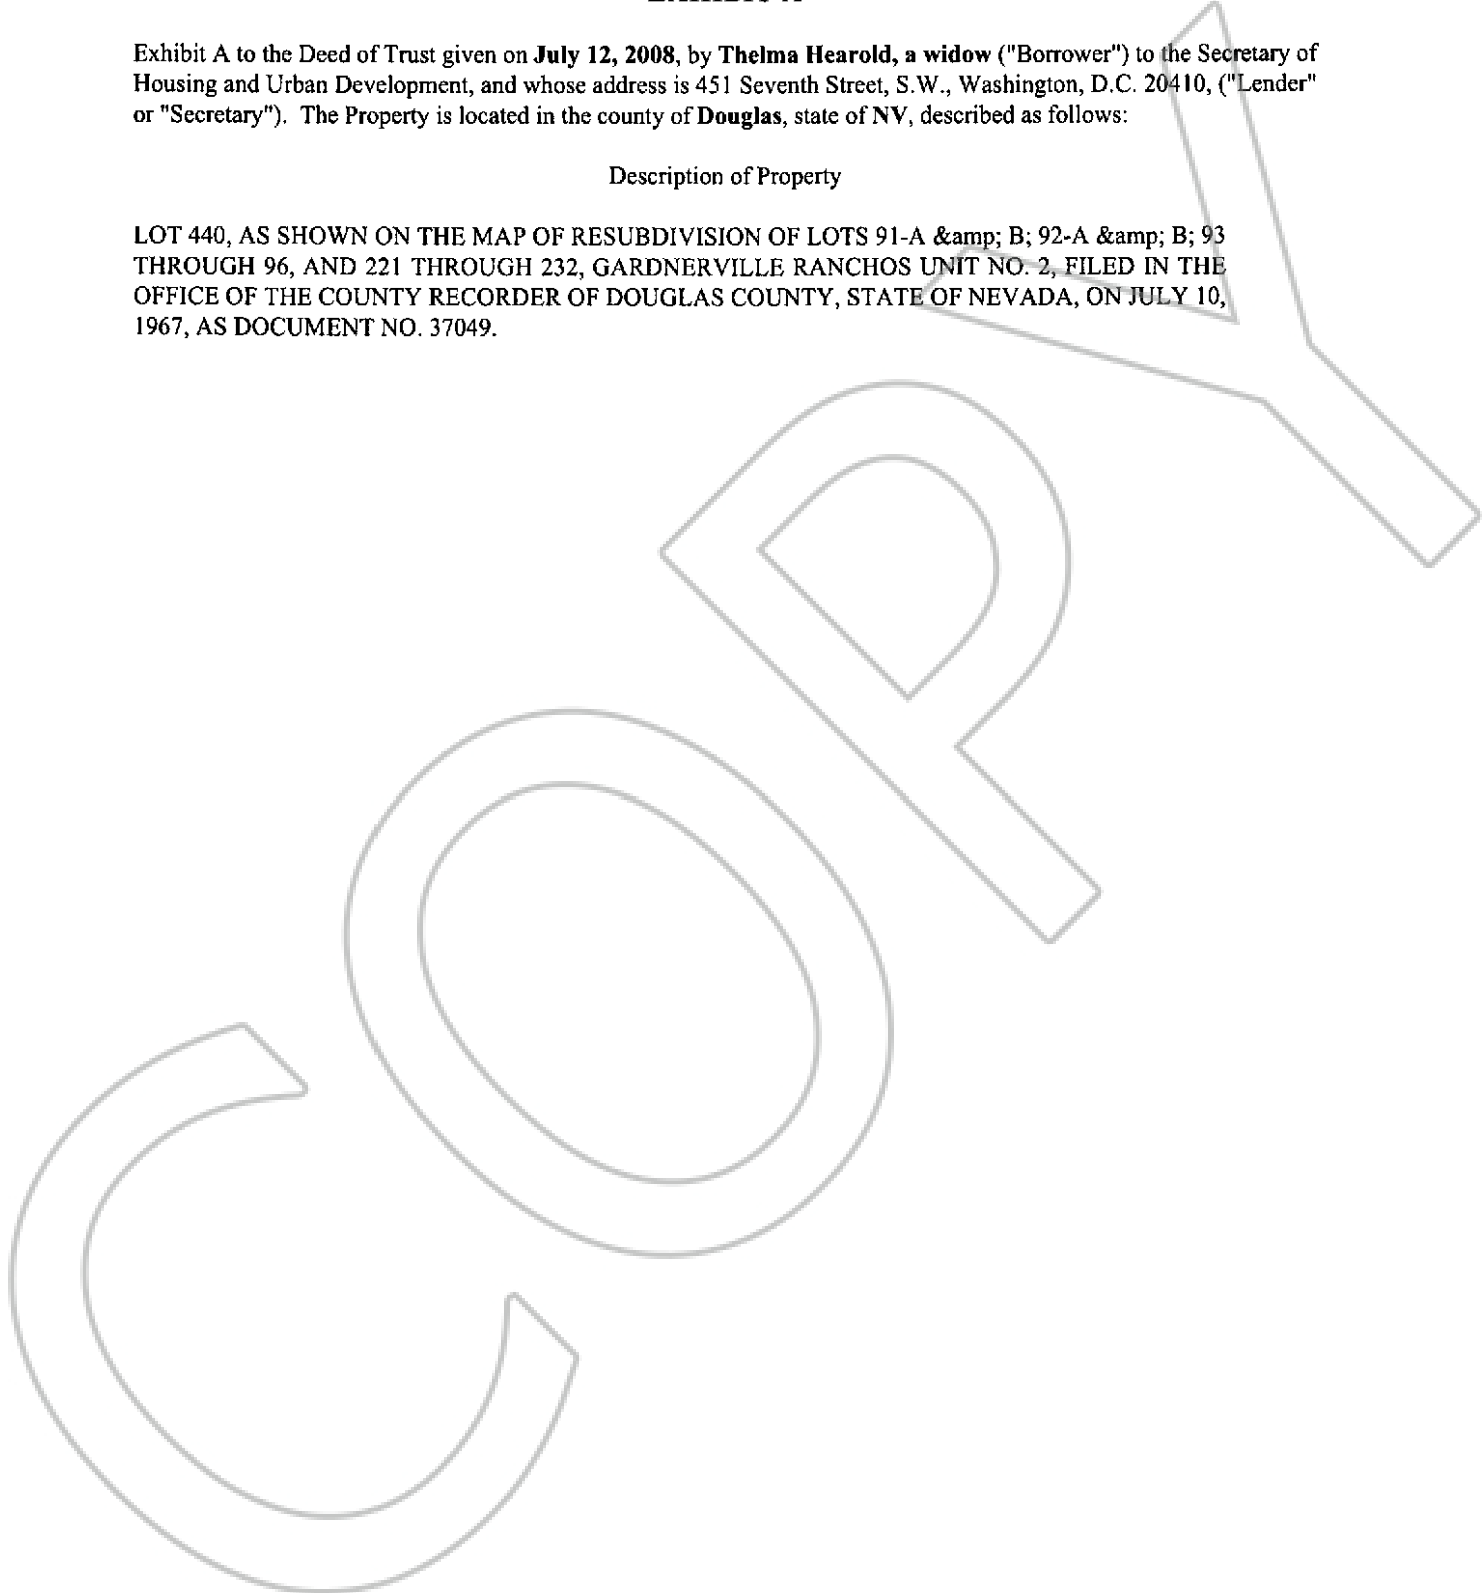 Exhibit A to the Deed of Trust given on July 12, 2008, by Thelma Hearold, a widow ("Borrower") to the Secretary of
Housing and Urban Development, and whose address is 451 Seventh Street, S.W., Washington, D.C. 20410, ("Lender"
or "Secretary"). The Property is located in the county of Douglas, state of NV, described as follows:
Description of Property
LOT 440, AS SHOWN ON THE MAP OF RESUBDIVISION OF LOTS 91-A &amp; B; 92-A &amp; B; 93
THROUGH 96, AND 221 THROUGH 232, GARDNERVILLE RANCHOS UNIT NO. 2, FILED IN THE
OFFICE OF THE COUNTY RECORDER OF DOUGLAS COUNTY, STATE OF NEVADA, ON JULY 10,
1967, AS DOCUMENT NO. 37049.
COPY